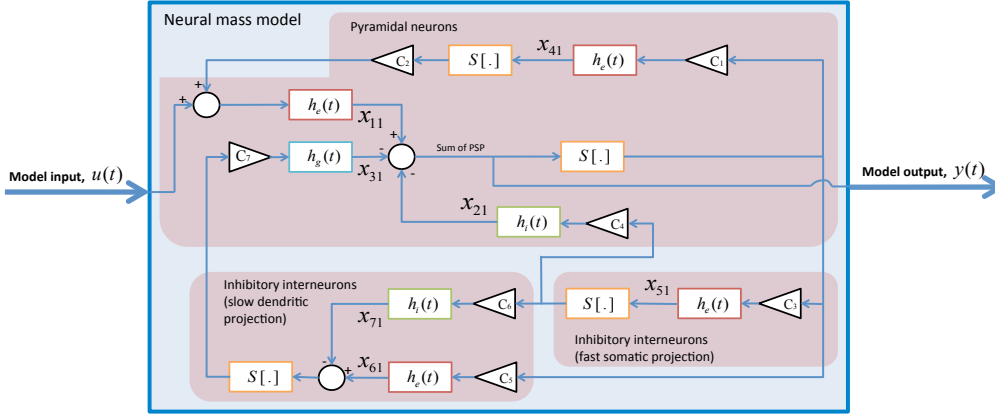 Neural mass model
Pyramidal neurons
C₂
S[.]
x₄₁
hₑ(t)
C₁
+
+
hₑ(t)
x₁₁
+
C₇
h_g(t)
x₃₁
-
Sum of PSP
S[.]
Model input, u(t)
Model output, y(t)
-
x₂₁
hᵢ(t)
C₄
Inhibitory interneurons
(slow dendritic
projection)
hᵢ(t)
x₇₁
C₆
S[.]
x₅₁
hₑ(t)
C₃
Inhibitory interneurons
(fast somatic projection)
S[.]
-
+
x₆₁
hₑ(t)
C₅